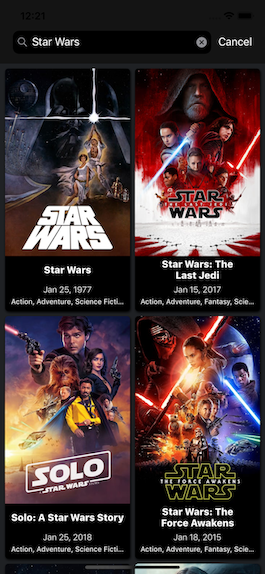 12:21
Star Wars
Cancel
STAR
WARS
STAR
THE LAST JEDI
WARS
Star Wars
Star Wars: The
Last Jedi
Jan 25, 1977
Jan 15, 2017
Action, Adventure, Science Ficti...
Action, Adventure, Fantasy, Scie...
SOLO
A STAR WARS STORY
STAR
THE FORCE AWAKENS
WARS
Solo: A Star Wars Story
Star Wars: The
Force Awakens
Jan 25, 2018
Jan 18, 2015
Action, Adventure, Science Ficti...
Action, Adventure, Fantasy, Scie...